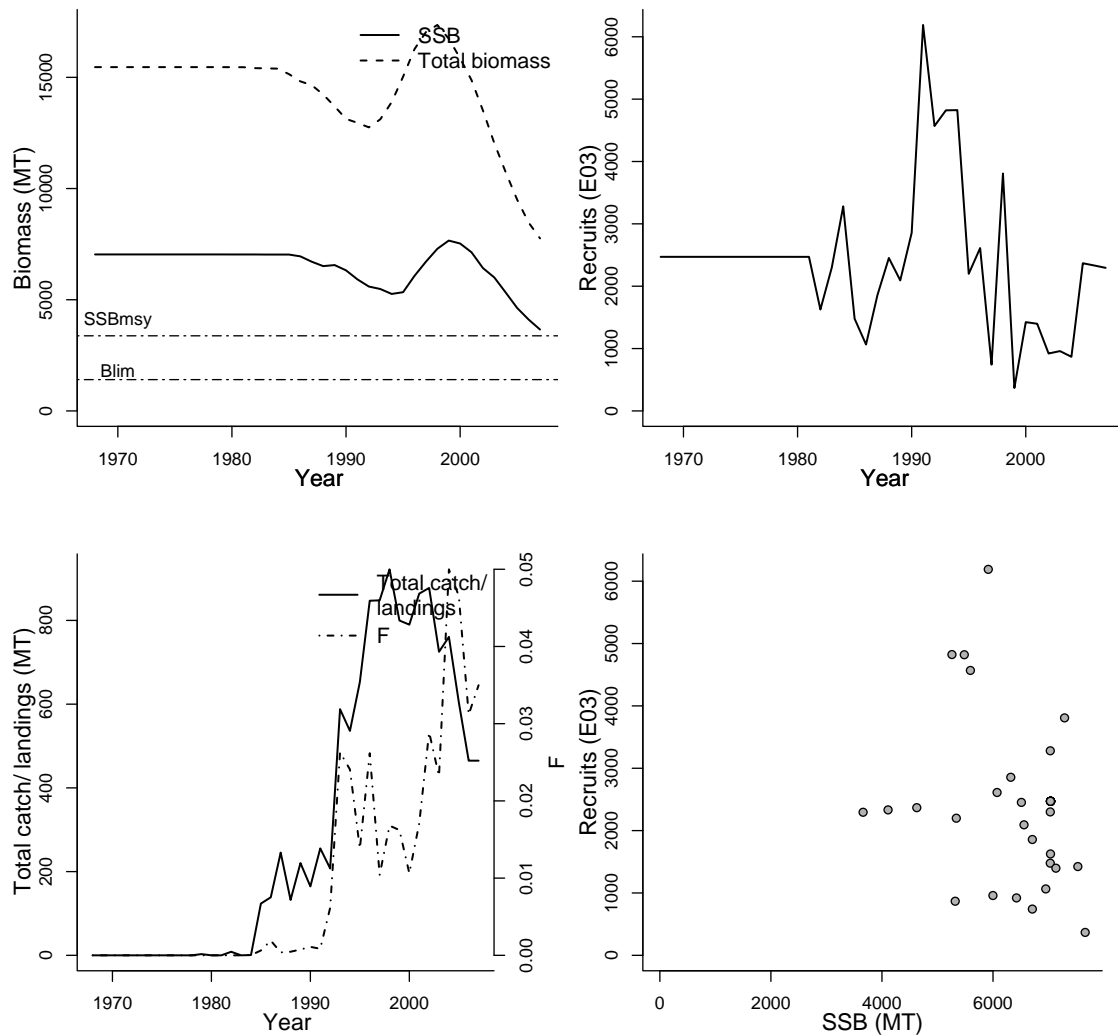 SSB
Total biomass
15000
10000
5000
0
Biomass (MT)
SSBmsy
Blim
1970
1980
1990
2000
Year
6000
5000
4000
3000
2000
1000
0
Recruits (E03)
1970
1980
1990
2000
Year
Total catch/
landings
F
800
600
400
200
0
Total catch/ landings (MT)
0.05
0.04
0.03
0.02
0.01
0.00
F
1970
1980
1990
2000
Year
6000
5000
4000
3000
2000
1000
0
Recruits (E03)
0
2000
4000
6000
SSB (MT)